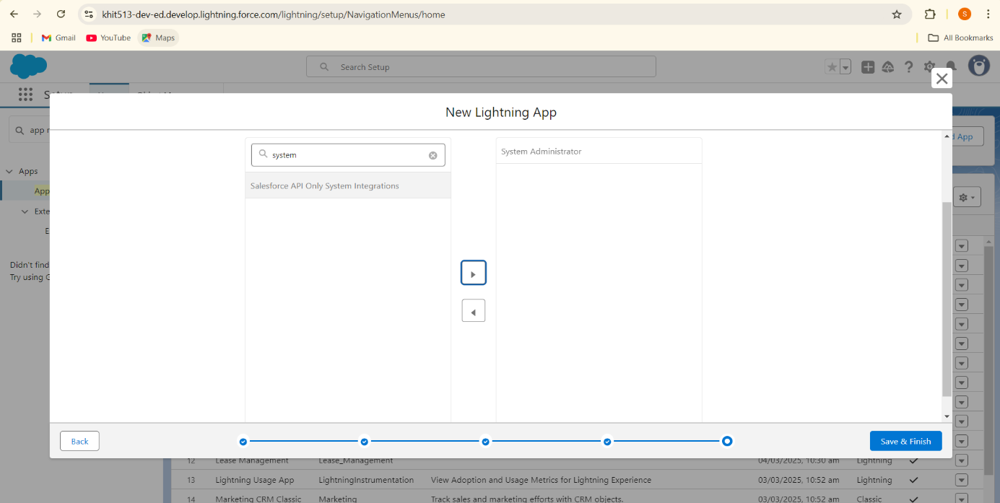 khit513-dev-ed.develop.lightning.force.com/lightning/setup/NavigationMenus/home
S
Gmail
YouTube
Maps
All Bookmarks
Search Setup
New Lightning App
app
App
system
System Administrator
Apps
Salesforce API Only System Integrations
App
Exte
E
Didn't find
Try using
Back
Save & Finish
12 Lease Management Lease_Management 04/03/2025, 10:30 am Lightning
13 Lightning Usage App LightningInstrumentation View Adoption and Usage Metrics for Lightning Experience 03/03/2025, 10:52 am Lightning
14 Marketing CRM Classic Marketing Track sales and marketing efforts with CRM objects. 03/03/2025, 10:52 am Classic